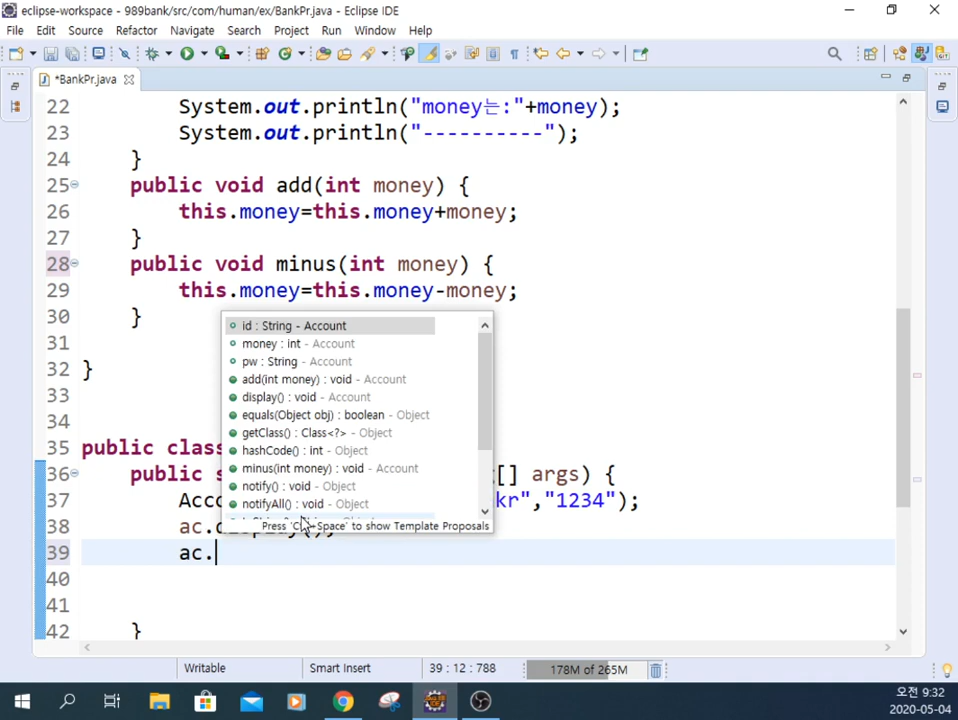 eclipse-workspace - 989bank/src/com/human/ex/BankPr.java - Eclipse IDE
File Edit Source Refactor Navigate Search Project Run Window Help
*BankPr.java
22 System.out.println("money는:"+money);
23 System.out.println("----------");
24 }
25 public void add(int money) {
26 this.money=this.money+money;
27 }
28 public void minus(int money) {
29 this.money=this.money-money;
30 }
31
32 }
33
34
35 public class
36 public s [] args) {
37 Acco kr","1234");
38 ac.display();
39 ac.
40
41
42 }
id : String - Account
money : int - Account
pw : String - Account
add(int money) : void - Account
display() : void - Account
equals(Object obj) : boolean - Object
getClass() : Class<?> - Object
hashCode() : int - Object
minus(int money) : void - Account
notify() : void - Object
notifyAll() : void - Object
Press 'Ctrl+Space' to show Template Proposals
Writable Smart Insert 39 : 12 : 788 178M of 265M
오전 9:32
2020-05-04